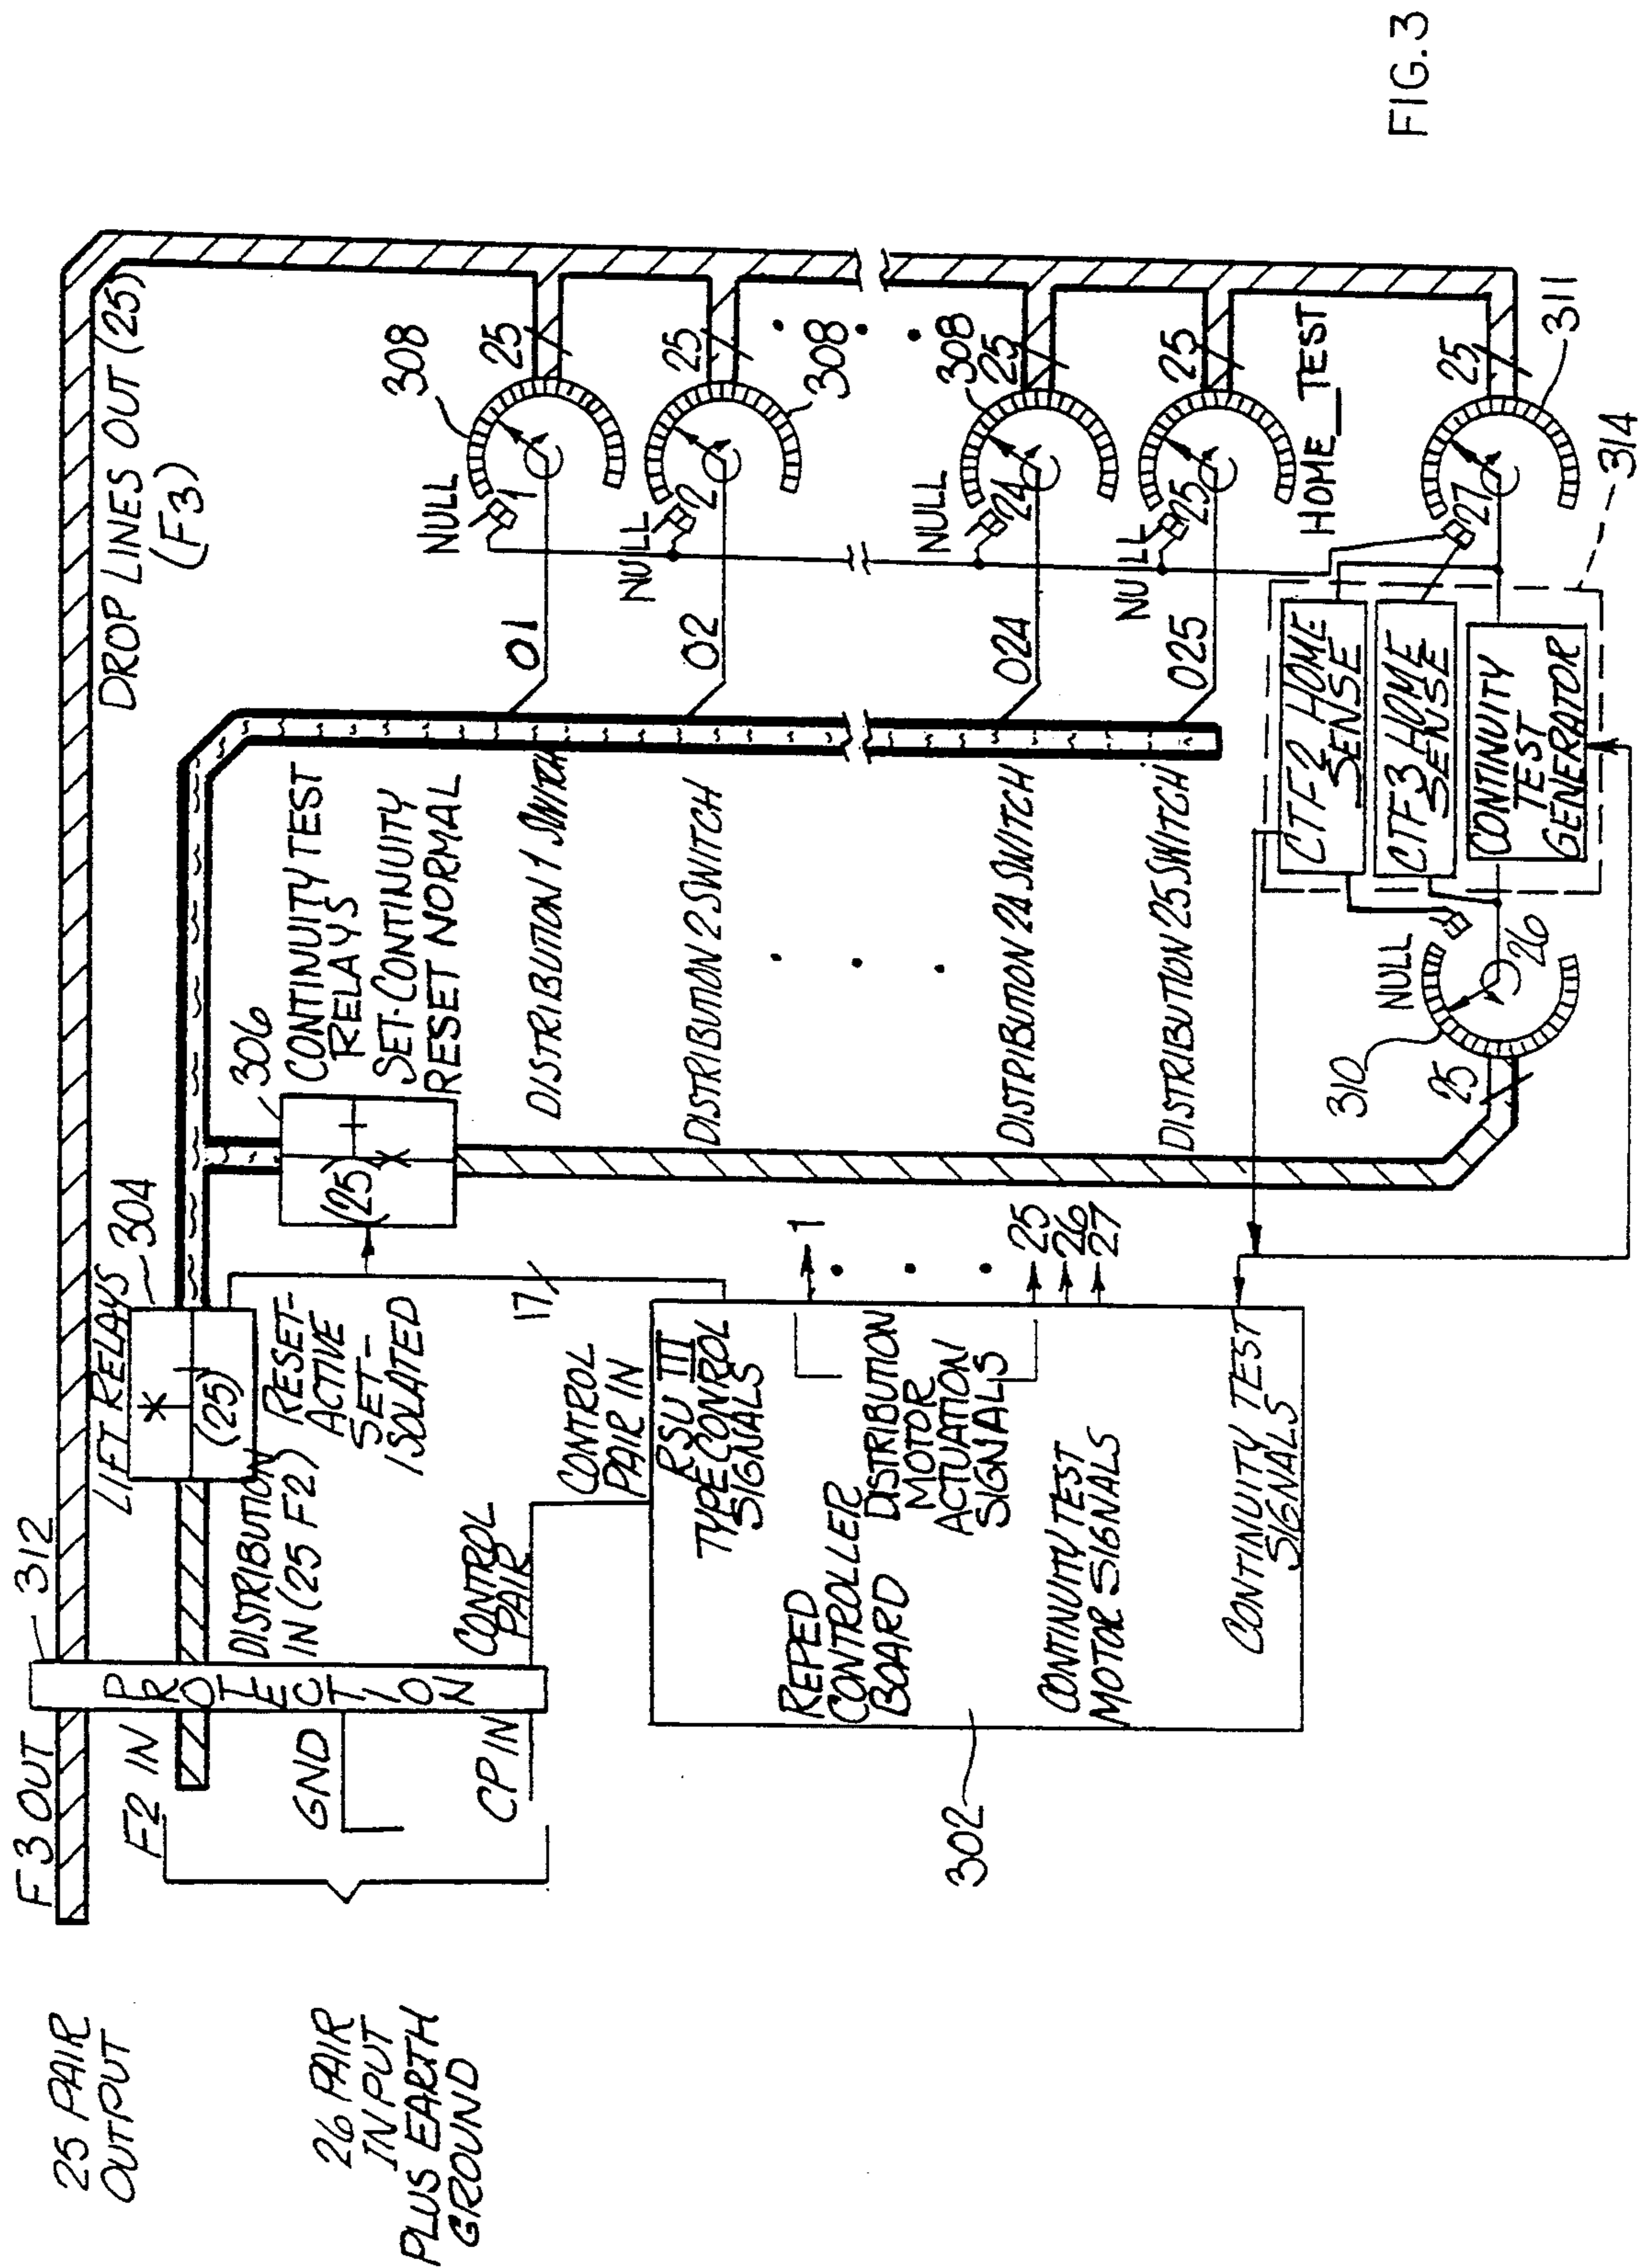 25 PAIR
OUTPUT
26 PAIR
INPUT
PLUS EARTH
GROUND
F3 OUT
F2 IN
GND
CP IN
312
PROTECTION
DROP LINES OUT (25)
(F3)
LIFT RELAYS
304
(25)
DISTRIBUTION
IN (25 F2)
RESET-
ACTIVE
SET-
ISOLATED
CONTROL
PAIR
CONTROL
PAIR IN
306
(25)
CONTINUITY TEST
RELAYS
SET-CONTINUITY
RESET NORMAL
17
302
REPED
CONTROLLER
BOARD
RSU III
TYPE CONTROL
SIGNALS
DISTRIBUTION
MOTOR
ACTUATION
SIGNALS
CONTINUITY TEST
MOTOR SIGNALS
CONTINUITY TEST
SIGNALS
1
25
26
27
DISTRIBUTION 1 SWITCH
01
NULL
1
308
25
DISTRIBUTION 2 SWITCH
02
NULL
2
308
25
DISTRIBUTION 24 SWITCH
024
NULL
24
308
25
DISTRIBUTION 25 SWITCH
025
NULL
25
25
HOME_TEST
310
25
NULL
26
CTF2 HOME
SENSE
CTF3 HOME
SENSE
CONTINUITY
TEST
GENERATOR
27
25
311
314
FIG.3